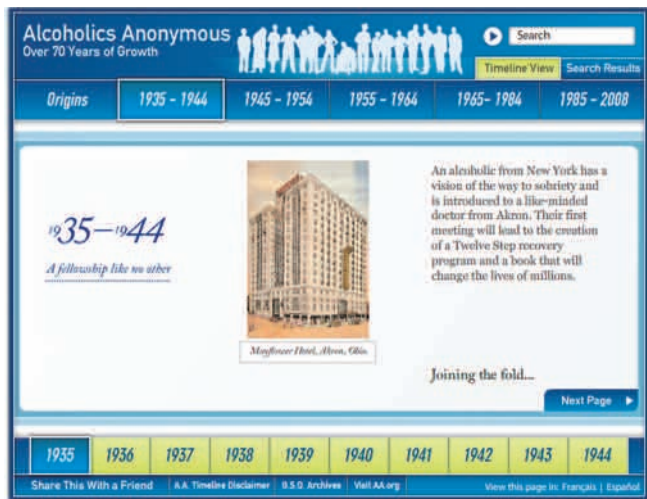 Alcoholics Anonymous
Over 70 Years of Growth
Search
Timeline View
Search Results
Origins
1935 – 1944
1945 – 1954
1955 – 1964
1965– 1984
1985 – 2008
1935–1944
A fellowship like no other
Mayflower Hotel, Akron, Ohio.
An alcoholic from New York has a
vision of the way to sobriety and
is introduced to a like-minded
doctor from Akron. Their first
meeting will lead to the creation
of a Twelve Step recovery
program and a book that will
change the lives of millions.
Joining the fold...
Next Page
1935
1936
1937
1938
1939
1940
1941
1942
1943
1944
Share This With a Friend
A.A. Timeline Disclaimer
G.S.O. Archives
Visit AA.org
View this page in: Français | Español